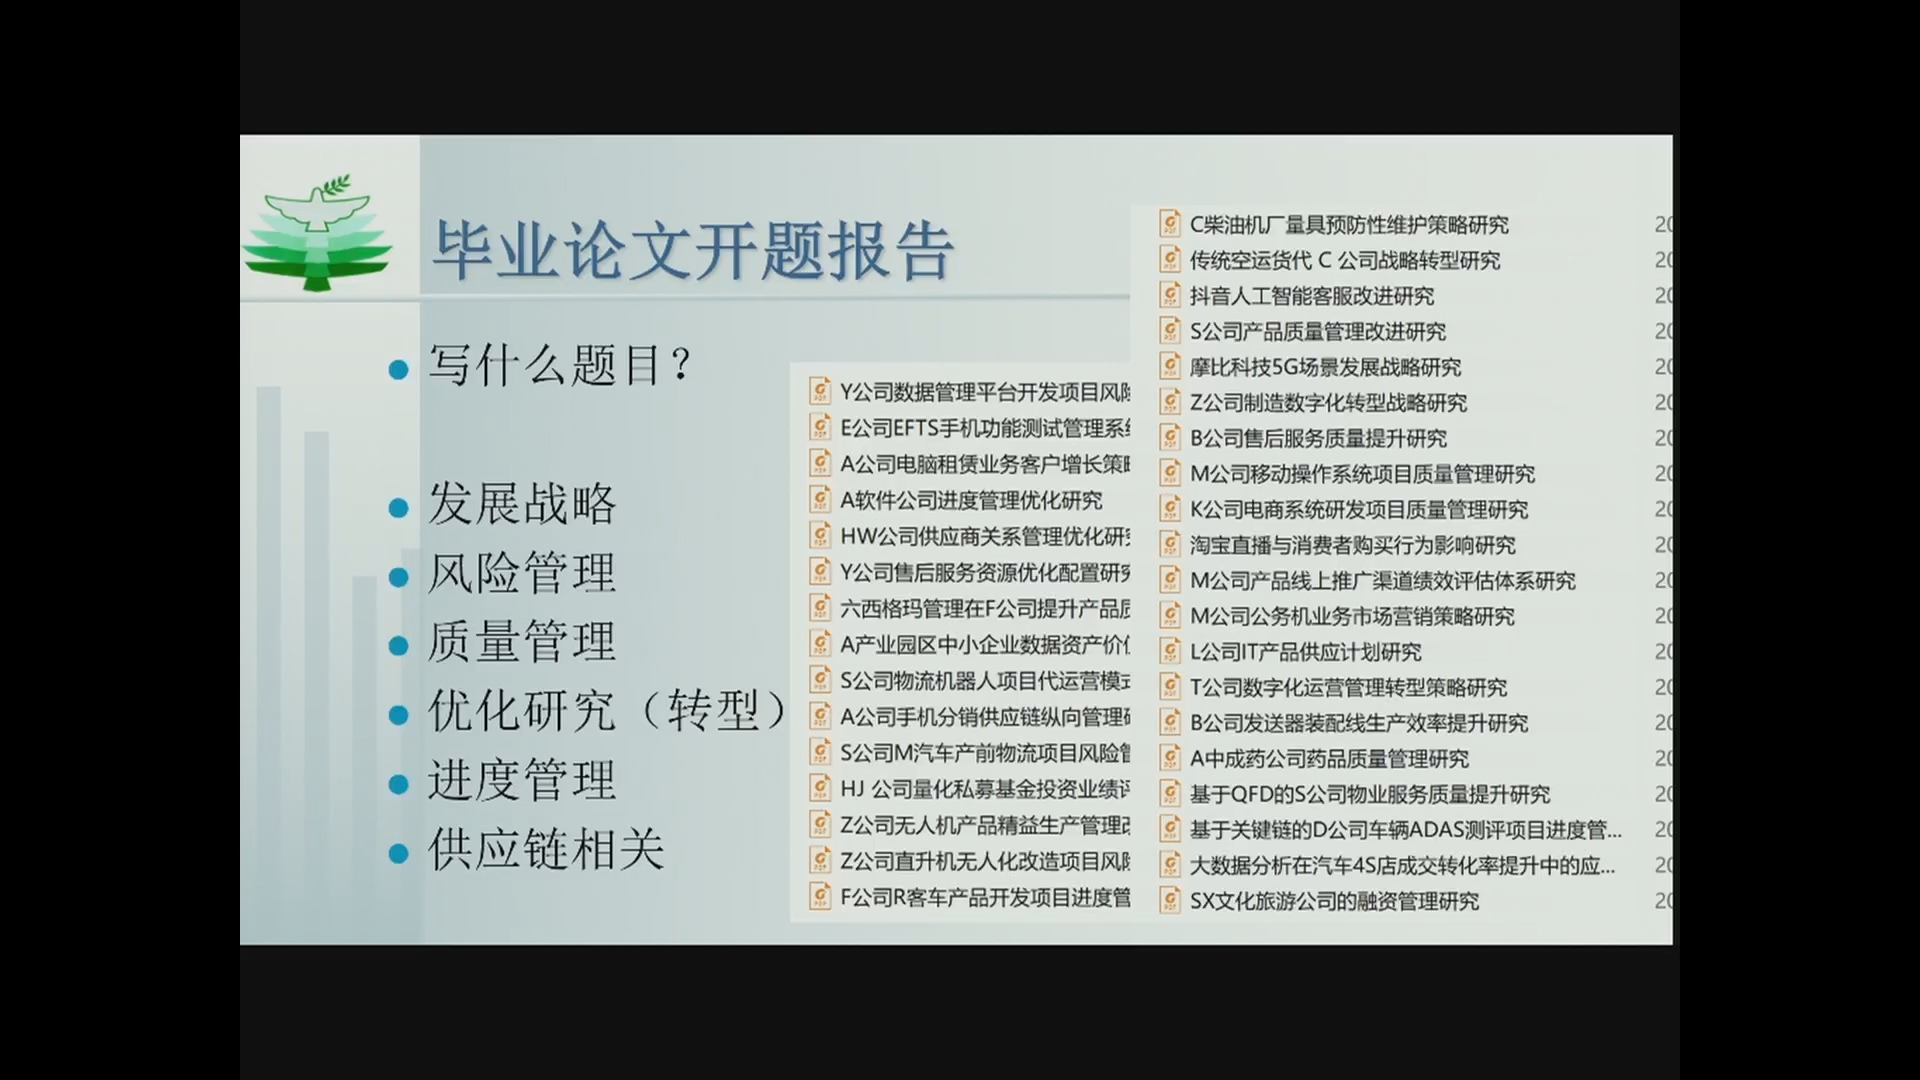 毕业论文开题报告
写什么题目？
发展战略
风险管理
质量管理
优化研究（转型）
进度管理
供应链相关
Y公司数据管理平台开发项目风险
E公司EFTS手机功能测试管理系
A公司电脑租赁业务客户增长策
A软件公司进度管理优化研究
HW公司供应商关系管理优化研
Y公司售后服务资源优化配置研
六西格玛管理在F公司提升产品质
A产业园区中小企业数据资产价
S公司物流机器人项目代运营模
A公司手机分销供应链纵向管理
S公司M汽车产前物流项目风险
HJ 公司量化私募基金投资业绩
Z公司无人机产品精益生产管理
Z公司直升机无人化改造项目风险
F公司R客车产品开发项目进度管
C柴油机厂量具预防性维护策略研究 20
传统空运货代 C 公司战略转型研究 20
抖音人工智能客服改进研究 20
S公司产品质量管理改进研究 20
摩比科技5G场景发展战略研究 20
Z公司制造数字化转型战略研究 20
B公司售后服务质量提升研究 20
M公司移动操作系统项目质量管理研究 20
K公司电商系统研发项目质量管理研究 20
淘宝直播与消费者购买行为影响研究 20
M公司产品线上推广渠道绩效评估体系研究 20
M公司公务机业务市场营销策略研究 20
L公司IT产品供应计划研究 20
T公司数字化运营管理转型策略研究 20
B公司发送器装配线生产效率提升研究 20
A中成药公司药品质量管理研究 20
基于QFD的S公司物业服务质量提升研究 20
基于关键链的D公司车辆ADAS测评项目进度管... 20
大数据分析在汽车4S店成交转化率提升中的应... 20
SX文化旅游公司的融资管理研究 20